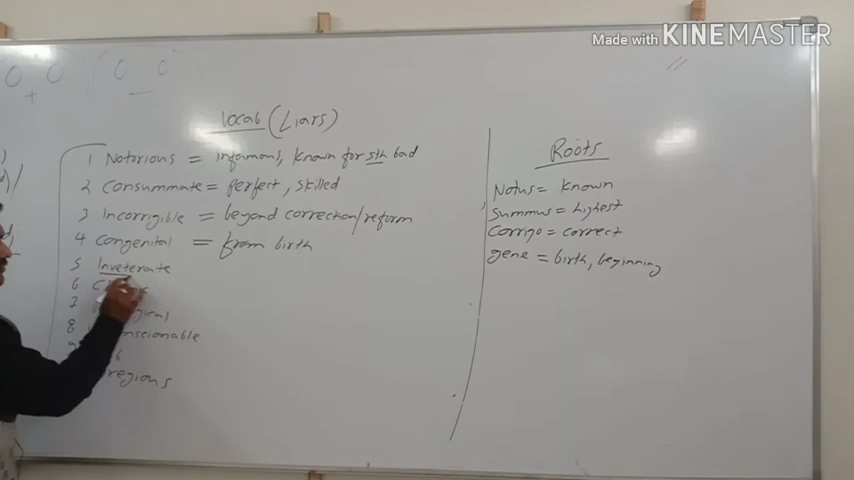 Made with KINEMASTER
Vocab (Liars)
1 Notorious = infamous, known for sth bad
2 Consummate = perfect, skilled
3 Incorrigible = beyond correction/reform
4 Congenital = from birth
5 Inveterate
6
7
8
Roots
Notus = known
Summus = highest
Corrigo = correct
gene = birth, beginning